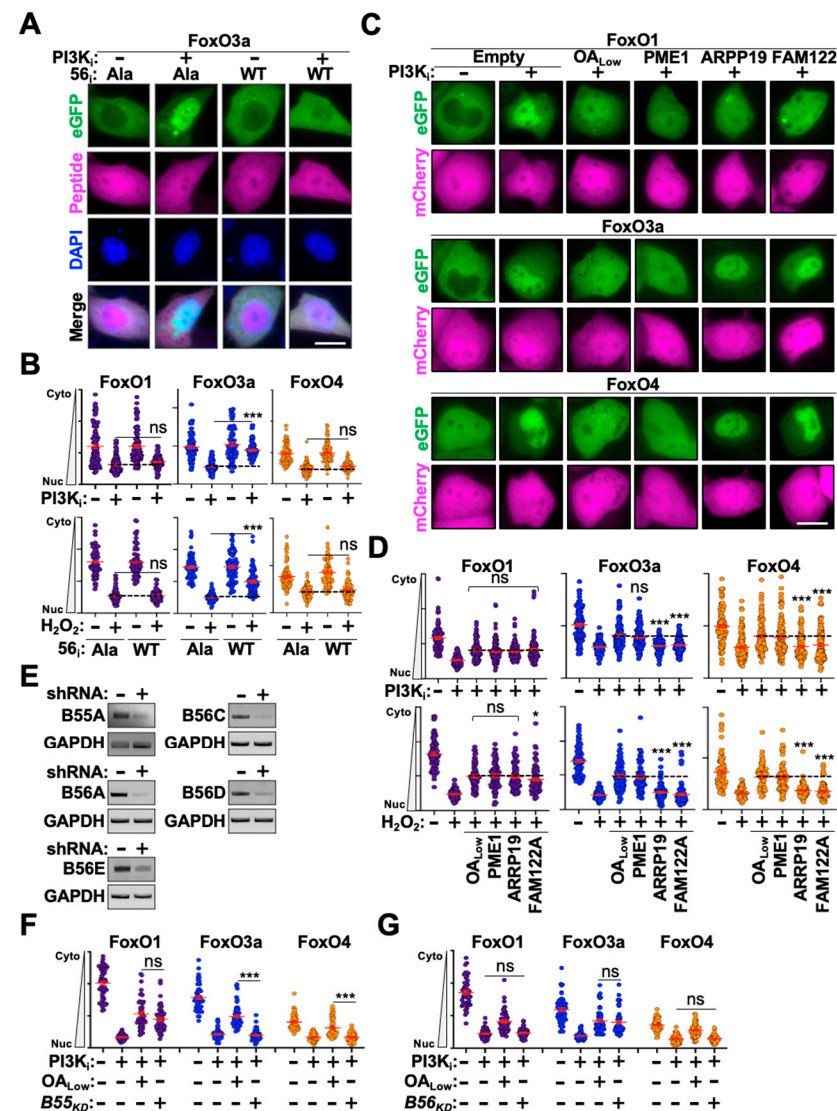 A
FoxO3a
PI3Ki: – + – +
56i: Ala Ala WT WT
eGFP
Peptide
DAPI
Merge
B
FoxO1 FoxO3a FoxO4
Cyto
ns *** ns
Nuc
PI3Ki: – + – + – + – + – + – +
ns *** ns
H2O2: – + – + – + – + – + – +
56i: Ala WT Ala WT Ala WT
C
FoxO1
Empty OALow PME1 ARPP19 FAM122
PI3Ki: – + + + + +
eGFP
mCherry
FoxO3a
eGFP
mCherry
FoxO4
eGFP
mCherry
D
FoxO1 FoxO3a FoxO4
Cyto
ns ns *** *** *** ***
Nuc
PI3Ki: – + + + + + – + + + + + – + + + + +
Cyto
ns * *** *** *** ***
Nuc
H2O2: – + + + + + – + + + + + – + + + + +
OALow PME1 ARRP19 FAM122A OALow PME1 ARRP19 FAM122A OALow PME1 ARRP19 FAM122A
E
shRNA: – +
B55A
GAPDH
shRNA: – +
B56C
GAPDH
shRNA: – +
B56A
GAPDH
B56D
GAPDH
shRNA: – +
B56E
GAPDH
F
FoxO1 FoxO3a FoxO4
Cyto
ns *** ***
Nuc
PI3Ki: – + + + – + + + – + + +
OALow: – – + – – – + – – – + –
B55KD – – – + – – – + – – – +
G
FoxO1 FoxO3a FoxO4
Cyto
ns ns ns
Nuc
PI3Ki: – + + + – + + + – + + +
OALow: – – + – – – + – – – + –
B56KD – – – + – – – + – – – +